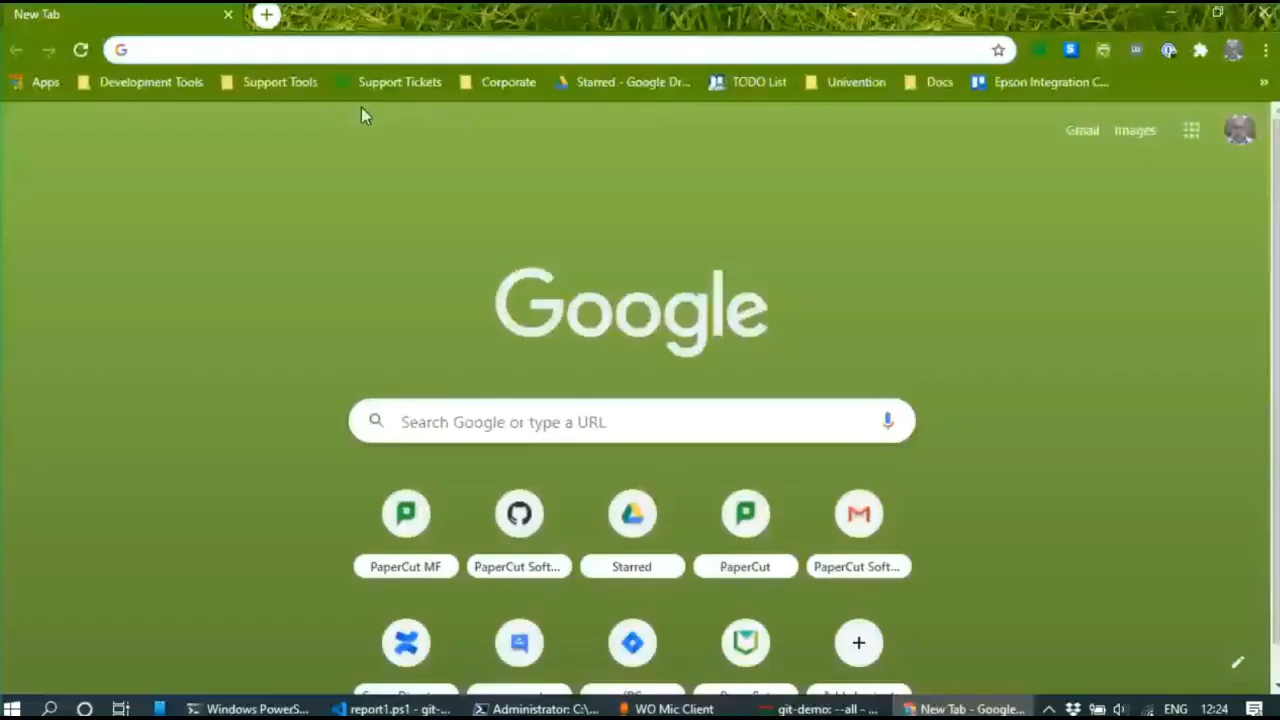 New Tab
Apps Development Tools Support Tools Support Tickets Corporate Starred - Google Dr... TODO List Univention Docs Epson Integration C... »
Gmail Images
Google
Search Google or type a URL
PaperCut MF PaperCut Soft... Starred PaperCut PaperCut Soft...
Windows PowerS... report1.ps1 - git-... Administrator: C:\... WO Mic Client git-demo: --all - ... New Tab - Google... ENG 12:24